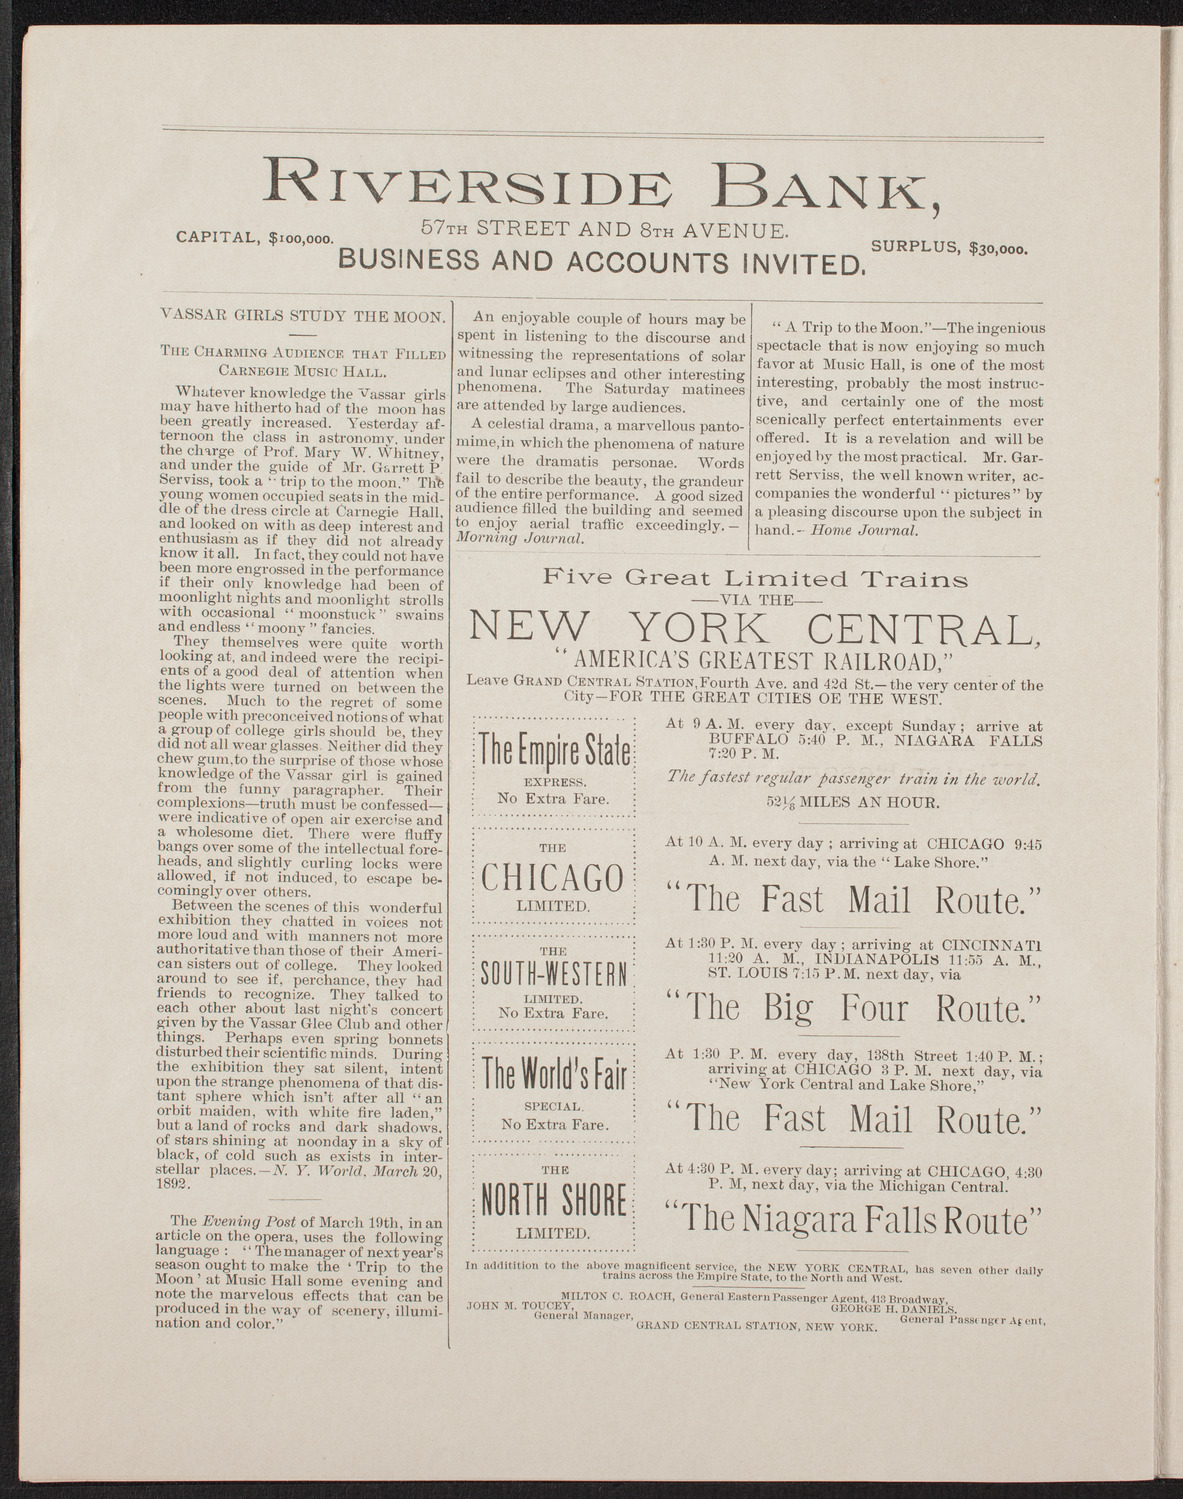 RIVERSIDE BANK,
57TH STREET AND 8TH AVENUE.
CAPITAL, $100,000.
SURPLUS, $30,000.
BUSINESS AND ACCOUNTS INVITED.
VASSAR GIRLS STUDY THE MOON.
THE CHARMING AUDIENCE THAT FILLED
CARNEGIE MUSIC HALL.
Whatever knowledge the Vassar girls
may have hitherto had of the moon has
been greatly increased. Yesterday af-
ternoon the class in astronomy, under
the charge of Prof. Mary W. Whitney,
and under the guide of Mr. Garrett P
Serviss, took a "trip to the moon." The
young women occupied seats in the mid-
dle of the dress circle at Carnegie Hall,
and looked on with as deep interest and
enthusiasm as if they did not already
know it all. In fact, they could not have
been more engrossed in the performance
if their only knowledge had been of
moonlight nights and moonlight strolls
with occasional "moonstuck" swains
and endless "moony" fancies.
They themselves were quite worth
looking at, and indeed were the recipi-
ents of a good deal of attention when
the lights were turned on between the
scenes. Much to the regret of some
people with preconceived notions of what
a group of college girls should be, they
did not all wear glasses. Neither did they
chew gum, to the surprise of those whose
knowledge of the Vassar girl is gained
from the funny paragrapher. Their
complexions—truth must be confessed—
were indicative of open air exercise and
a wholesome diet. There were fluffy
bangs over some of the intellectual fore-
heads, and slightly curling locks were
allowed, if not induced, to escape be-
comingly over others.
Between the scenes of this wonderful
exhibition they chatted in voices not
more loud and with manners not more
authoritative than those of their Ameri-
can sisters out of college. They looked
around to see if, perchance, they had
friends to recognize. They talked to
each other about last night's concert
given by the Vassar Glee Club and other
things. Perhaps even spring bonnets
disturbed their scientific minds. During
the exhibition they sat silent, intent
upon the strange phenomena of that dis-
tant sphere which isn't after all "an
orbit maiden, with white fire laden,"
but a land of rocks and dark shadows,
of stars shining at noonday in a sky of
black, of cold such as exists in inter-
stellar places.—N. Y. World, March 20,
1892.
The Evening Post of March 19th, in an
article on the opera, uses the following
language: "The manager of next year's
season ought to make the 'Trip to the
Moon' at Music Hall some evening and
note the marvelous effects that can be
produced in the way of scenery, illumi-
nation and color."
An enjoyable couple of hours may be
spent in listening to the discourse and
witnessing the representations of solar
and lunar eclipses and other interesting
phenomena. The Saturday matinees
are attended by large audiences.
A celestial drama, a marvellous panto-
mime, in which the phenomena of nature
were the dramatis personae. Words
fail to describe the beauty, the grandeur
of the entire performance. A good sized
audience filled the building and seemed
to enjoy aerial traffic exceedingly.—
Morning Journal.
"A Trip to the Moon."—The ingenious
spectacle that is now enjoying so much
favor at Music Hall, is one of the most
interesting, probably the most instruc-
tive, and certainly one of the most
scenically perfect entertainments ever
offered. It is a revelation and will be
enjoyed by the most practical. Mr. Gar-
rett Serviss, the well known writer, ac-
companies the wonderful "pictures" by
a pleasing discourse upon the subject in
hand.—Home Journal.
Five Great Limited Trains
—VIA THE—
NEW YORK CENTRAL,
"AMERICA'S GREATEST RAILROAD,"
Leave GRAND CENTRAL STATION, Fourth Ave. and 42d St.—the very center of the
City—FOR THE GREAT CITIES OE THE WEST.
The Empire State
EXPRESS.
No Extra Fare.
At 9 A. M. every day, except Sunday; arrive at
BUFFALO 5:40 P. M., NIAGARA FALLS
7:20 P. M.
The fastest regular passenger train in the world.
52⅛ MILES AN HOUR.
THE
CHICAGO
LIMITED.
At 10 A. M. every day; arriving at CHICAGO 9:45
A. M. next day, via the "Lake Shore."
"The Fast Mail Route."
THE
SOUTH-WESTERN
LIMITED.
No Extra Fare.
At 1:30 P. M. every day; arriving at CINCINNATI
11:20 A. M., INDIANAPOLIS 11:55 A. M.,
ST. LOUIS 7:15 P. M. next day, via
"The Big Four Route."
The World's Fair
SPECIAL.
No Extra Fare.
At 1:30 P. M. every day, 138th Street 1:40 P. M.;
arriving at CHICAGO 3 P. M. next day, via
"New York Central and Lake Shore,"
"The Fast Mail Route."
THE
NORTH SHORE
LIMITED.
At 4:30 P. M. every day; arriving at CHICAGO, 4:30
P. M, next day, via the Michigan Central.
"The Niagara Falls Route"
In additition to the above magnificent service, the NEW YORK CENTRAL, has seven other daily
trains across the Empire State, to the North and West.
MILTON C. ROACH, General Eastern Passenger Agent, 413 Broadway,
JOHN M. TOUCEY,
General Manager,
GEORGE H. DANIELS,
General Passenger Agent,
GRAND CENTRAL STATION, NEW YORK.